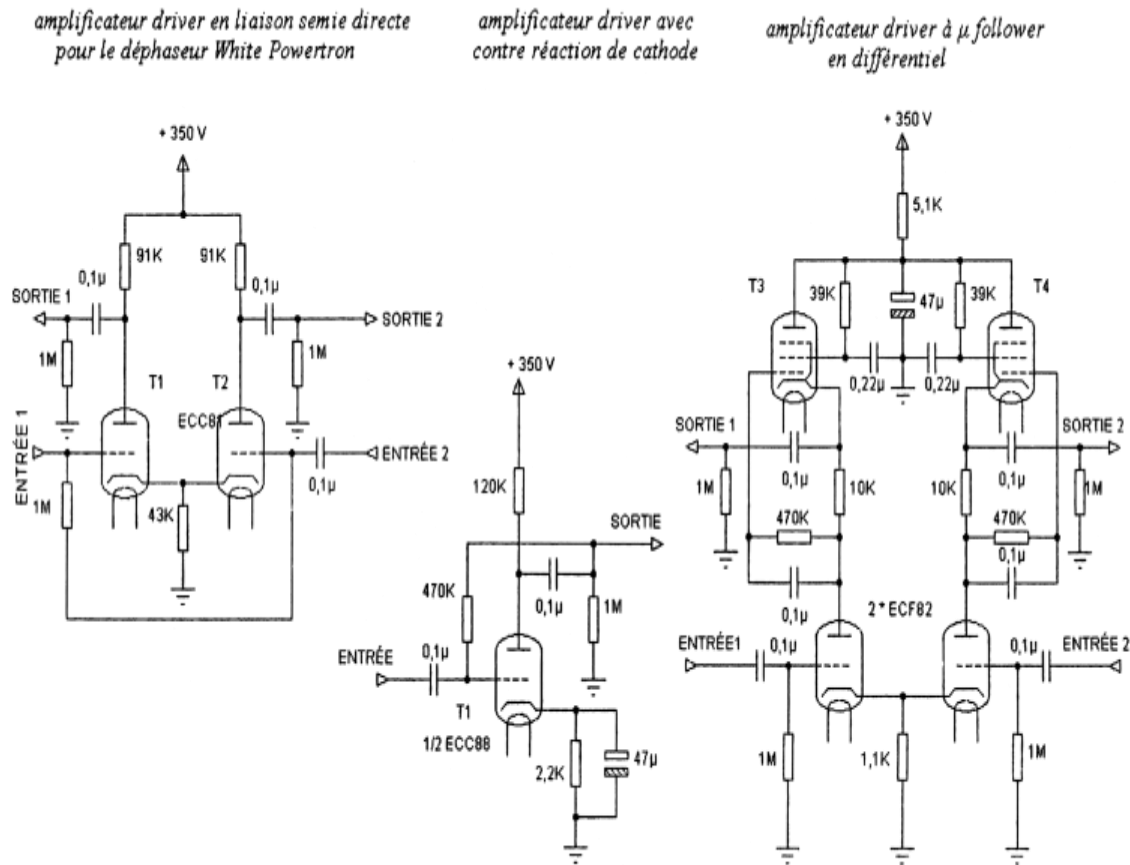 amplificateur driver en liaison semie directe
pour le déphaseur White Powertron
amplificateur driver avec
contre réaction de cathode
amplificateur driver à µ follower
en différentiel
+ 350 V
91K
91K
0,1µ
0,1µ
SORTIE 1
SORTIE 2
1M
1M
T1
T2
ECC81
ENTRÉE 1
ENTRÉE 2
0,1µ
1M
43K
+ 350 V
120K
SORTIE
470K
0,1µ
1M
ENTRÉE
0,1µ
T1
1/2 ECC88
2,2K
47µ
+ 350 V
5,1K
T3
T4
39K
47µ
39K
0,22µ
0,22µ
SORTIE 1
SORTIE 2
0,1µ
0,1µ
1M
10K
10K
1M
470K
470K
0,1µ
0,1µ
2 * ECF82
ENTRÉE1
0,1µ
0,1µ
ENTRÉE 2
1M
1,1K
1M